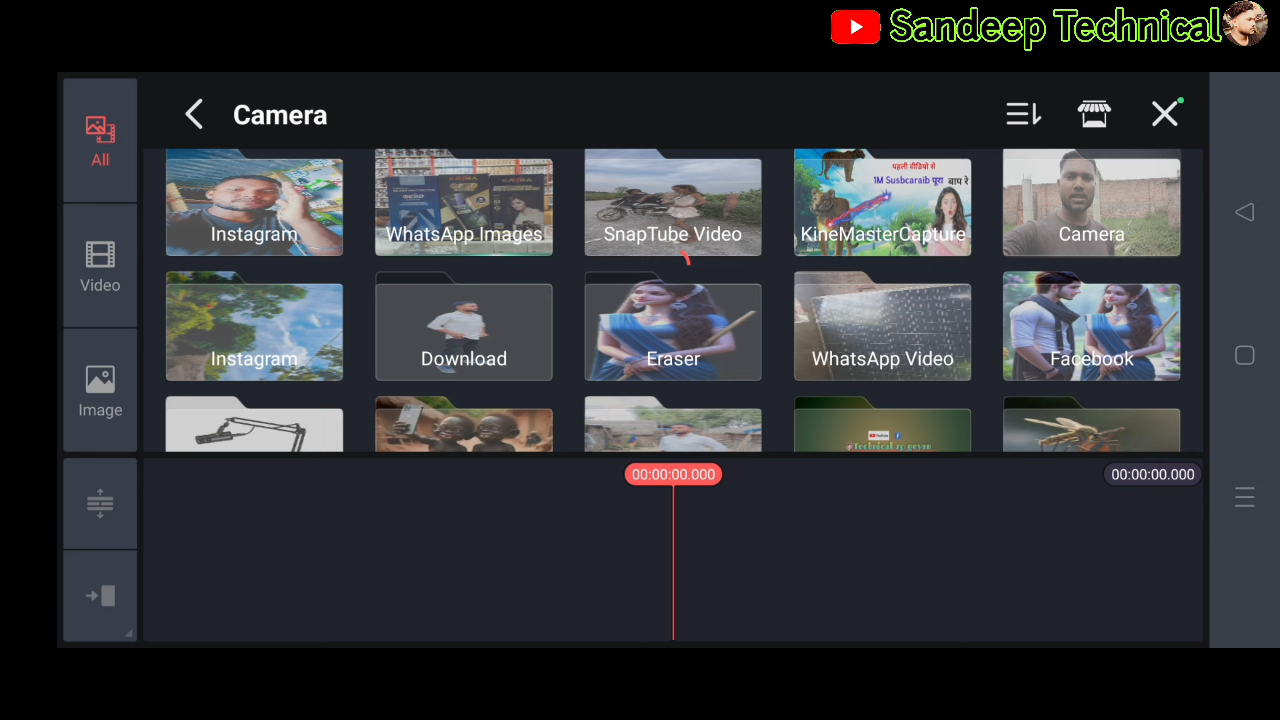 Sandeep Technical
Camera
All
Video
Image
Instagram
WhatsApp Images
SnapTube Video
पहली वीडियो से
1M Susbcaraib पूरा बाप रे
KineMasterCapture
Camera
Instagram
Download
Eraser
WhatsApp Video
Facebook
00:00:00.000
00:00:00.000